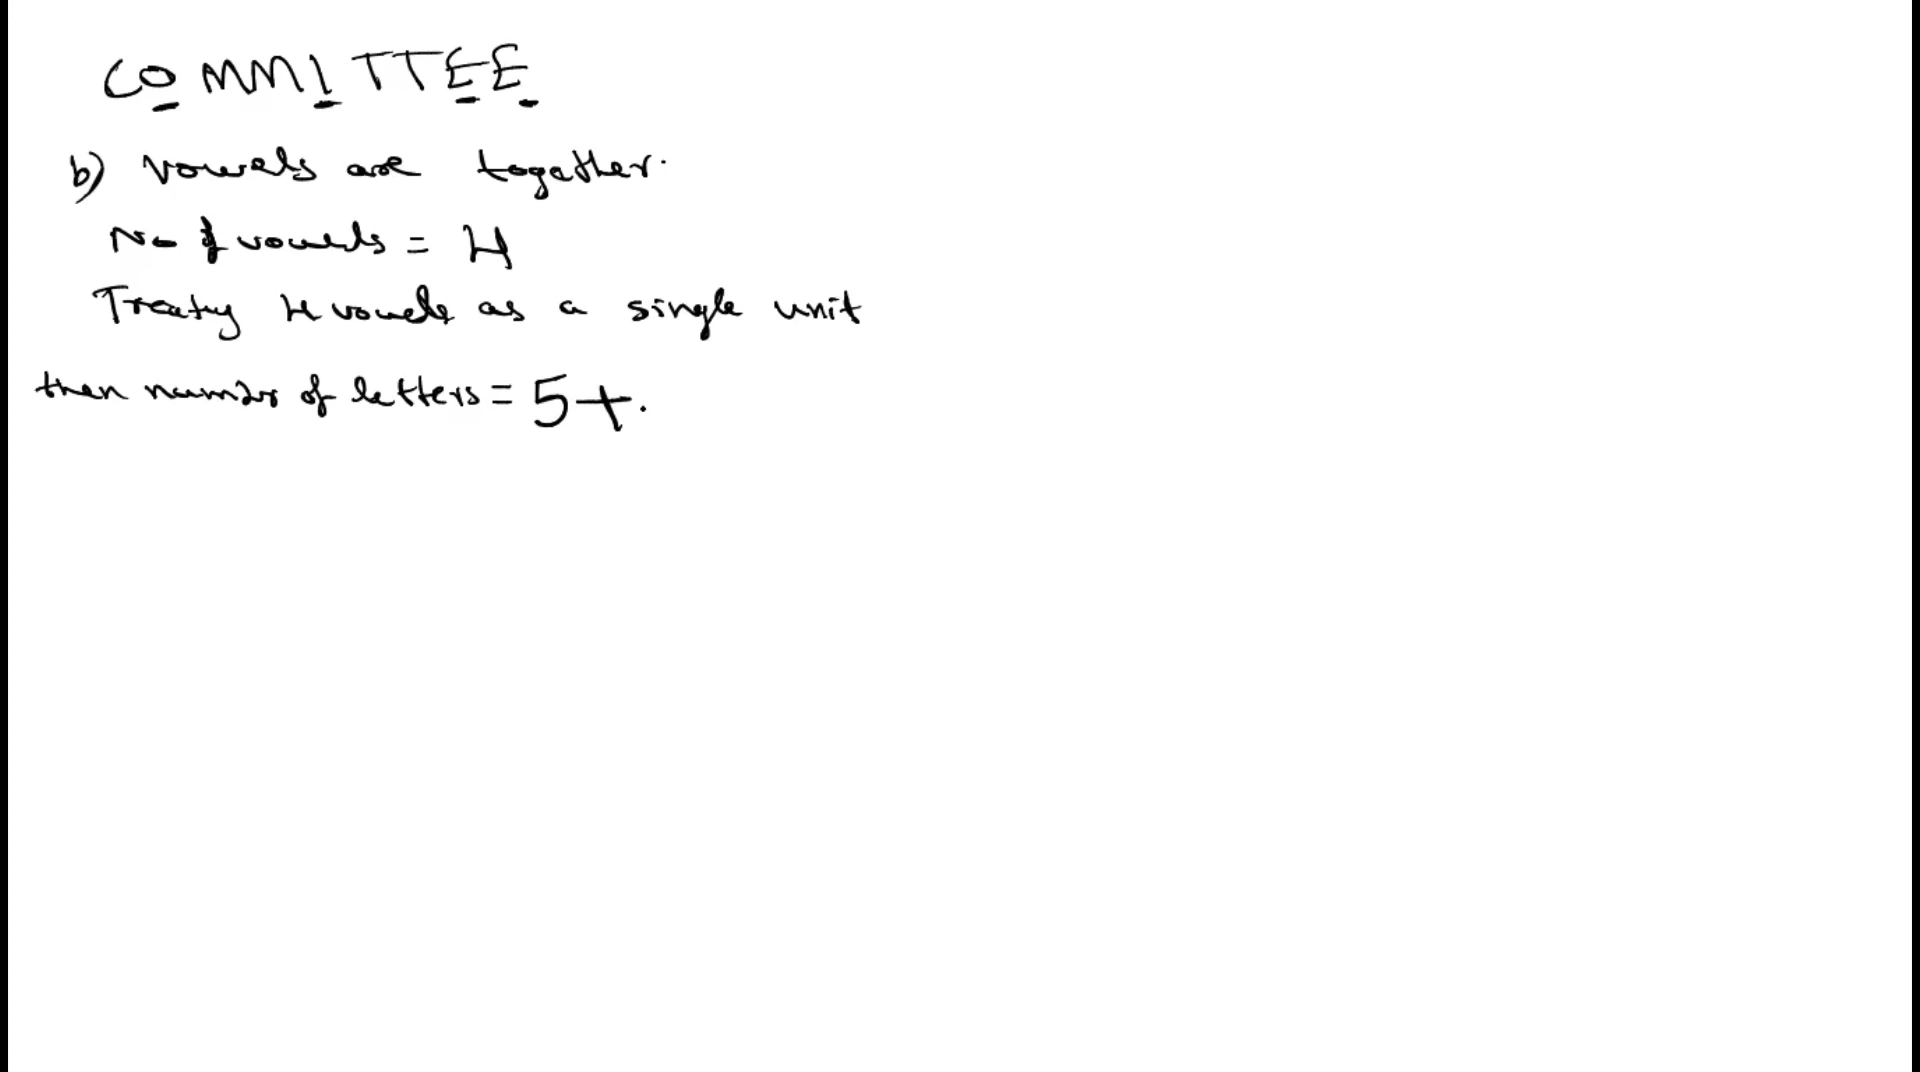 COMMITTEE
b) vowels are together.
No of vowels = 4
Treating 4 vowels as a single unit
then number of letters = 5+.